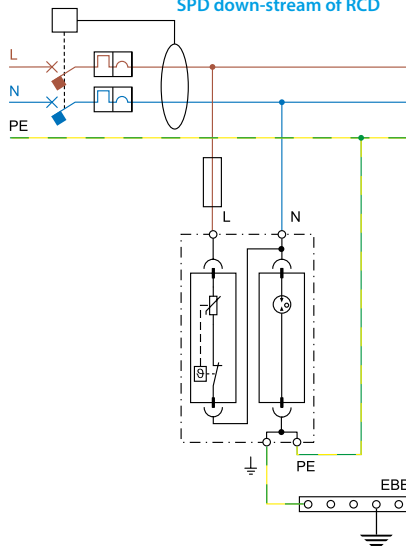 SPD down-stream of RCD
L
N
PE
L N
ϑ
PE
EBB